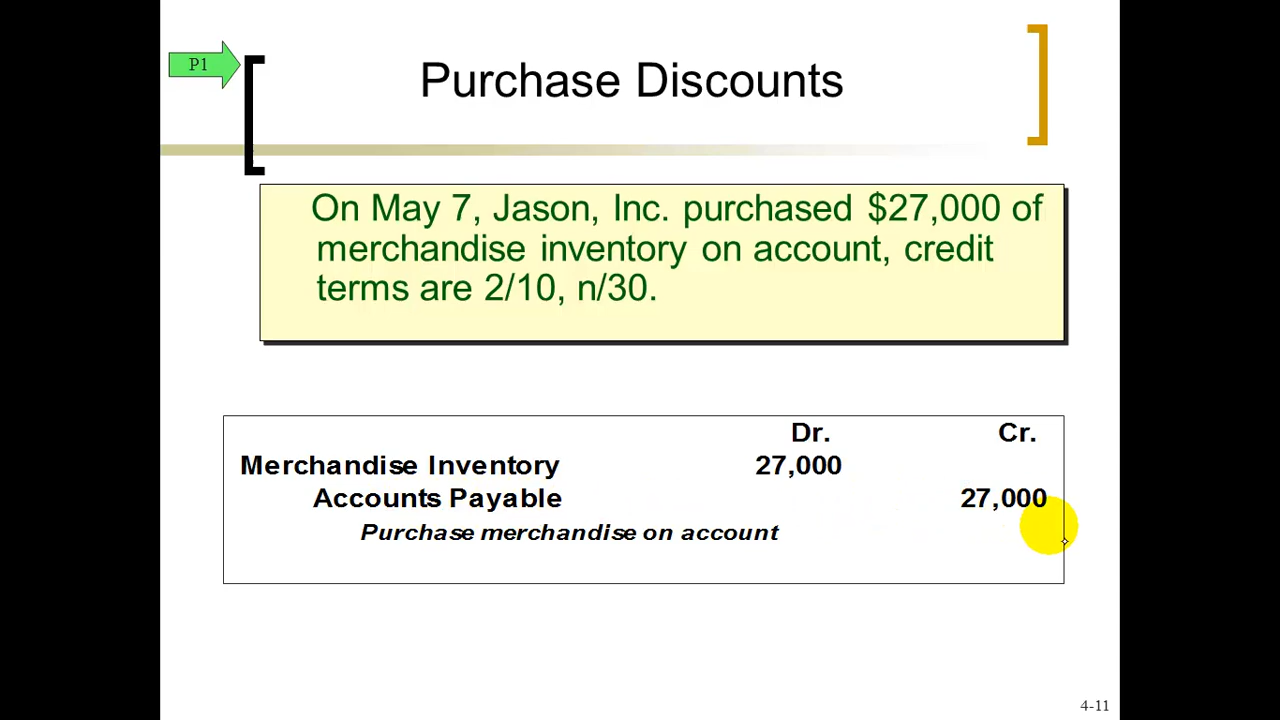 P1
Purchase Discounts
On May 7, Jason, Inc. purchased $27,000 of
merchandise inventory on account, credit
terms are 2/10, n/30.
Dr. Cr.
Merchandise Inventory 27,000
Accounts Payable 27,000
Purchase merchandise on account
4-11